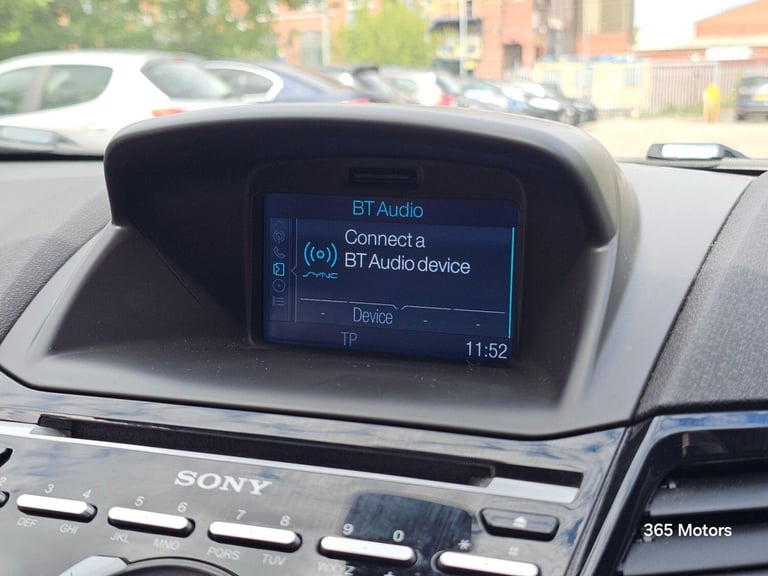 BT Audio
Connect a
BT Audio device
SYNC
- Device - -
TP
11:52
SONY
3 4
DEF GHI
5 6
JKL MNO
7 8
PQRS TUV
9 0
WXYZ +
* #
365 Motors